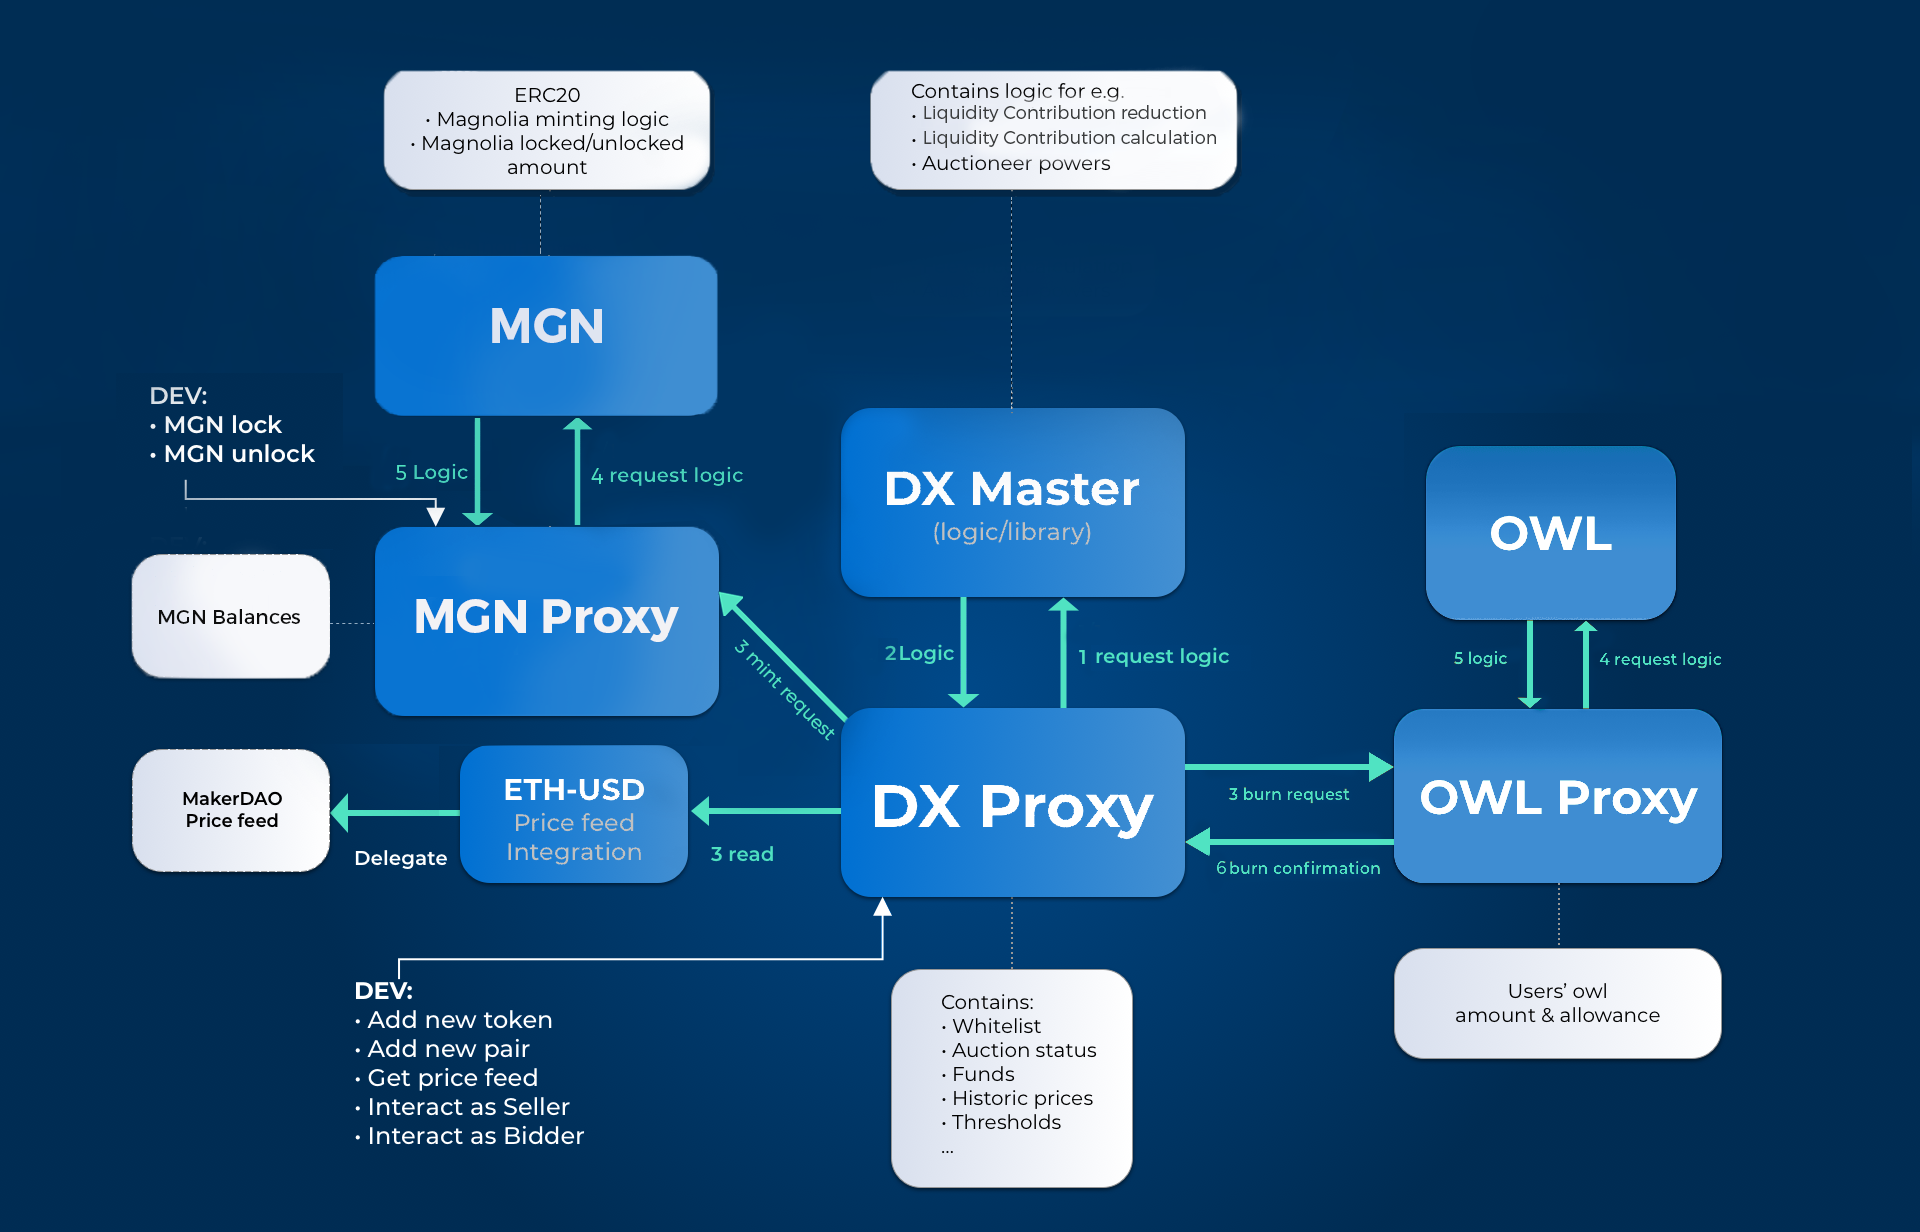 ERC20
• Magnolia minting logic
• Magnolia locked/unlocked
amount
Contains logic for e.g.
• Liquidity Contribution reduction
• Liquidity Contribution calculation
• Auctioneer powers
MGN
DEV:
• MGN lock
• MGN unlock
5 Logic
4 request logic
DX Master
(logic/library)
OWL
MGN Balances
MGN Proxy
3 mint request
2 Logic
1 request logic
5 logic
4 request logic
MakerDAO
Price feed
Delegate
ETH-USD
Price feed
Integration
3 read
DX Proxy
3 burn request
6 burn confirmation
OWL Proxy
DEV:
• Add new token
• Add new pair
• Get price feed
• Interact as Seller
• Interact as Bidder
Contains:
• Whitelist
• Auction status
• Funds
• Historic prices
• Thresholds
...
Users’ owl
amount & allowance